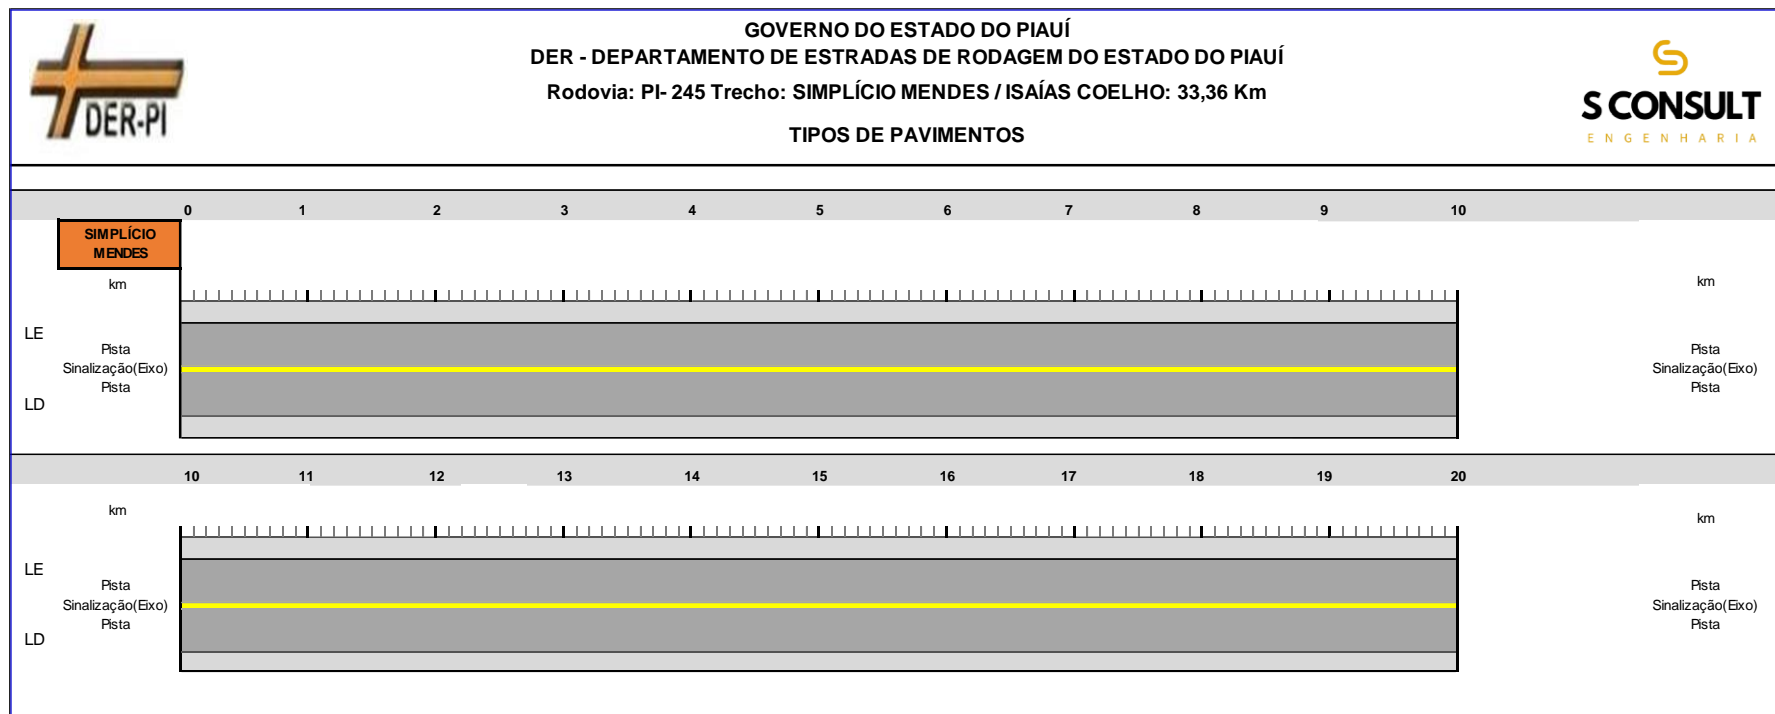 GOVERNO DO ESTADO DO PIAUÍ
DER - DEPARTAMENTO DE ESTRADAS DE RODAGEM DO ESTADO DO PIAUÍ
Rodovia: PI- 245 Trecho: SIMPLÍCIO MENDES / ISAÍAS COELHO: 33,36 Km
TIPOS DE PAVIMENTOS
DER-PI
S CONSULT
ENGENHARIA
0 1 2 3 4 5 6 7 8 9 10
SIMPLÍCIO
MENDES
km km
LE
Pista Pista
Sinalização(Eixo) Sinalização(Eixo)
Pista Pista
LD
10 11 12 13 14 15 16 17 18 19 20
km km
LE
Pista Pista
Sinalização(Eixo) Sinalização(Eixo)
Pista Pista
LD